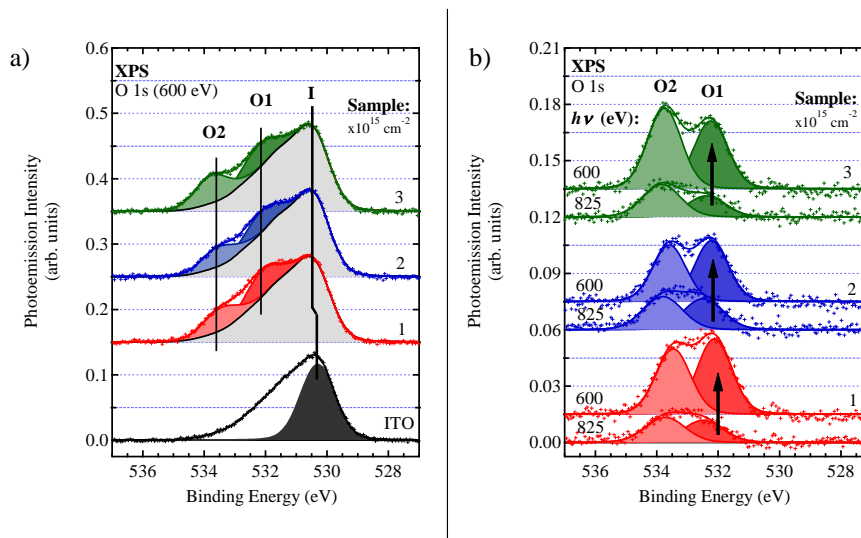 a)
XPS
O 1s (600 eV)
O2
O1
I
Sample:
x10^15 cm^-2
3
2
1
ITO
0.6
0.5
0.4
0.3
0.2
0.1
0.0
Photoemission Intensity
(arb. units)
536
534
532
530
528
Binding Energy (eV)
b)
XPS
O 1s
hν (eV):
O2
O1
Sample:
x10^15 cm^-2
600
825
3
600
825
2
600
825
1
0.21
0.18
0.15
0.12
0.09
0.06
0.03
0.00
Photoemission Intensity
(arb. units)
536
534
532
530
528
Binding Energy (eV)